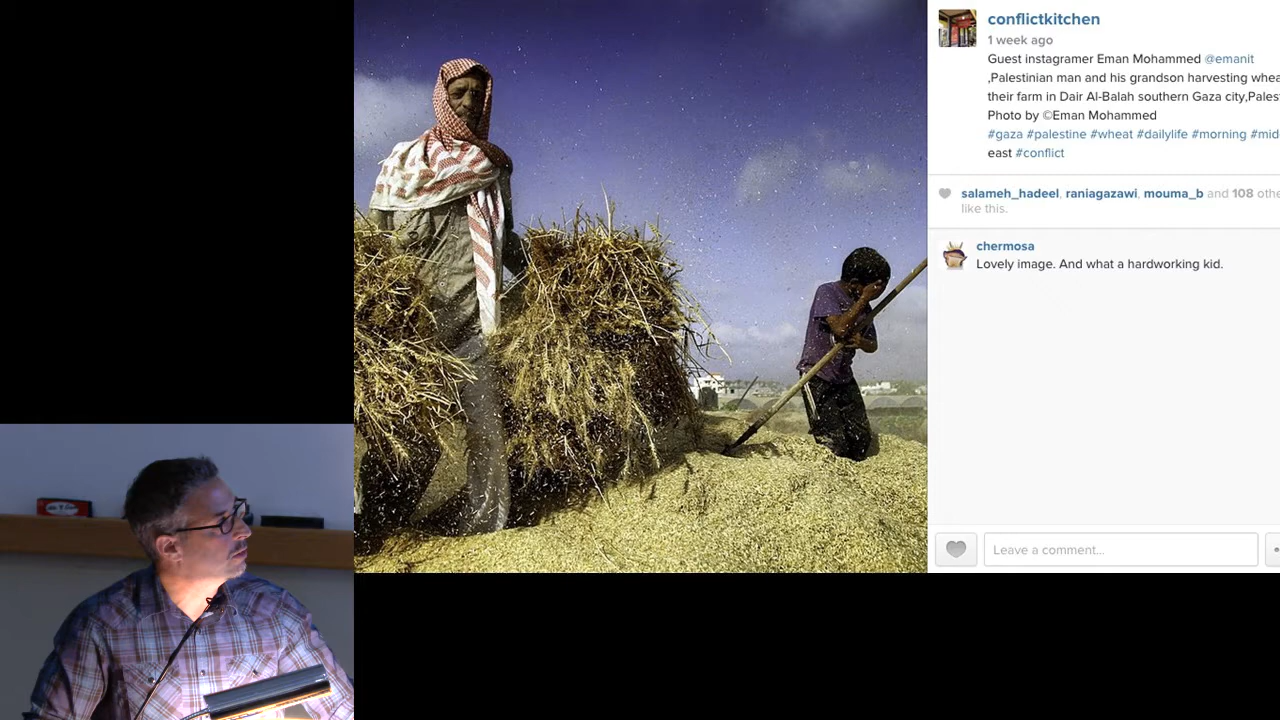 conflictkitchen
1 week ago
Guest instagramer Eman Mohammed @emanit
,Palestinian man and his grandson harvesting whea
their farm in Dair Al-Balah southern Gaza city,Palest
Photo by ©Eman Mohammed
#gaza #palestine #wheat #dailylife #morning #mid
east #conflict
salameh_hadeel, raniagazawi, mouma_b and 108 othe
like this.
chermosa
Lovely image. And what a hardworking kid.
Leave a comment...